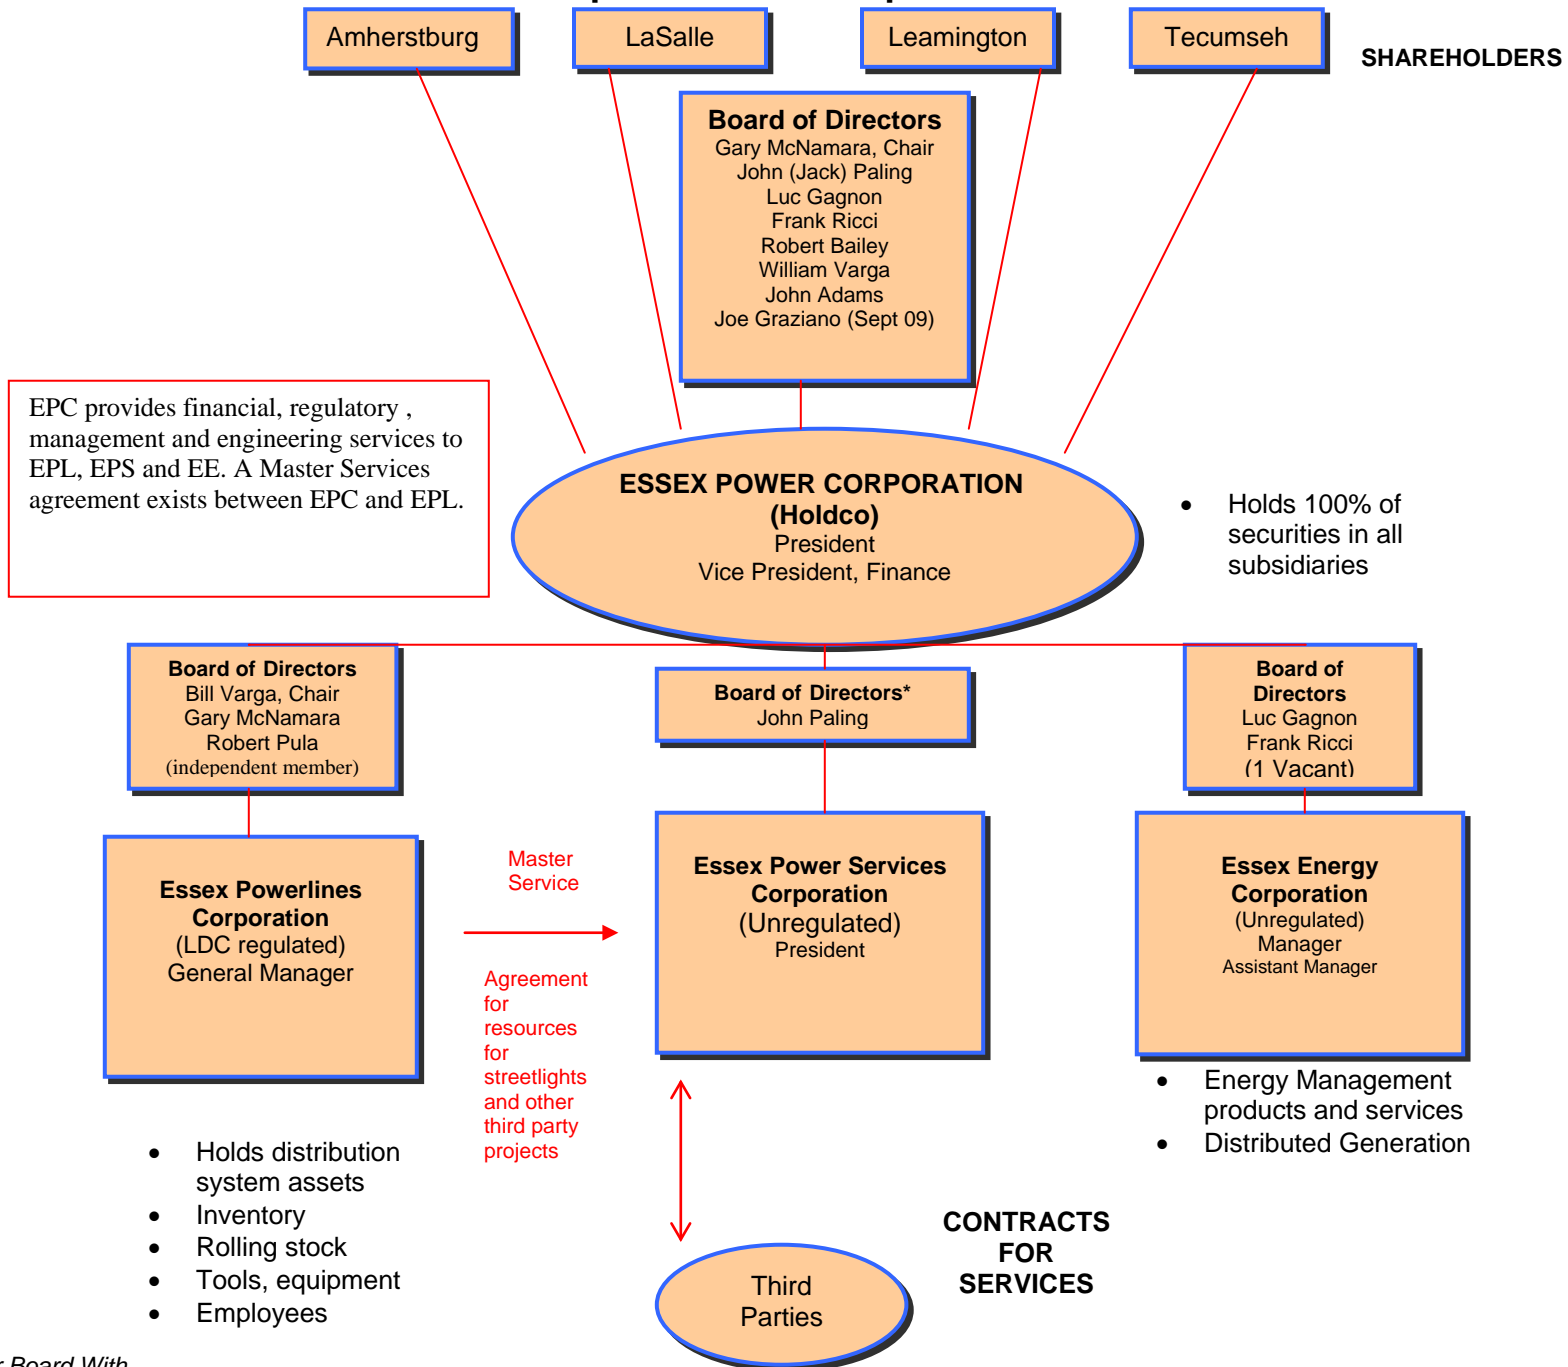 Amherstburg
LaSalle
Leamington
Tecumseh
SHAREHOLDERS
Board of Directors
Gary McNamara, Chair
John (Jack) Paling
Luc Gagnon
Frank Ricci
Robert Bailey
William Varga
John Adams
Joe Graziano (Sept 09)
EPC provides financial, regulatory ,
management and engineering services to
EPL, EPS and EE. A Master Services
agreement exists between EPC and EPL.
ESSEX POWER CORPORATION
(Holdco)
President
Vice President, Finance
• Holds 100% of
securities in all
subsidiaries
Board of Directors
Bill Varga, Chair
Gary McNamara
Robert Pula
(independent member)
Board of Directors*
John Paling
Board of
Directors
Luc Gagnon
Frank Ricci
(1 Vacant)
Essex Powerlines
Corporation
(LDC regulated)
General Manager
Master
Service
Agreement
for
resources
for
streetlights
and other
third party
projects
Essex Power Services
Corporation
(Unregulated)
President
Essex Energy
Corporation
(Unregulated)
Manager
Assistant Manager
• Energy Management
products and services
• Distributed Generation
• Holds distribution
system assets
• Inventory
• Rolling stock
• Tools, equipment
• Employees
CONTRACTS
FOR
SERVICES
Third
Parties
Board With